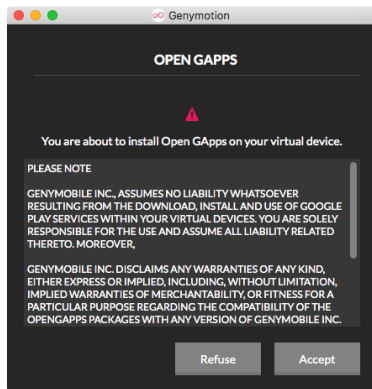 Genymotion
OPEN GAPPS
You are about to install Open GApps on your virtual device.
PLEASE NOTE
GENYMOBILE INC., ASSUMES NO LIABILITY WHATSOEVER
RESULTING FROM THE DOWNLOAD, INSTALL AND USE OF GOOGLE
PLAY SERVICES WITHIN YOUR VIRTUAL DEVICES. YOU ARE SOLELY
RESPONSIBLE FOR THE USE AND ASSUME ALL LIABILITY RELATED
THERETO. MOREOVER,
GENYMOBILE INC. DISCLAIMS ANY WARRANTIES OF ANY KIND,
EITHER EXPRESS OR IMPLIED, INCLUDING, WITHOUT LIMITATION,
IMPLIED WARRANTIES OF MERCHANTABILITY, OR FITNESS FOR A
PARTICULAR PURPOSE REGARDING THE COMPATIBILITY OF THE
OPENGAPPS PACKAGES WITH ANY VERSION OF GENYMOBILE INC.
Refuse Accept